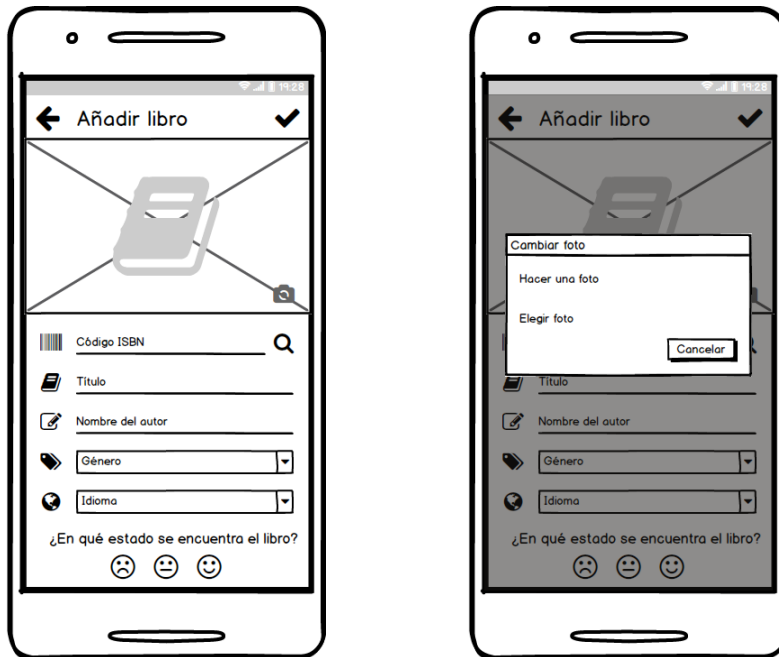 19:28
Añadir libro
Código ISBN
Título
Nombre del autor
Género
Idioma
¿En qué estado se encuentra el libro?
19:28
Añadir libro
Cambiar foto
Hacer una foto
Elegir foto
Cancelar
Título
Nombre del autor
Género
Idioma
¿En qué estado se encuentra el libro?